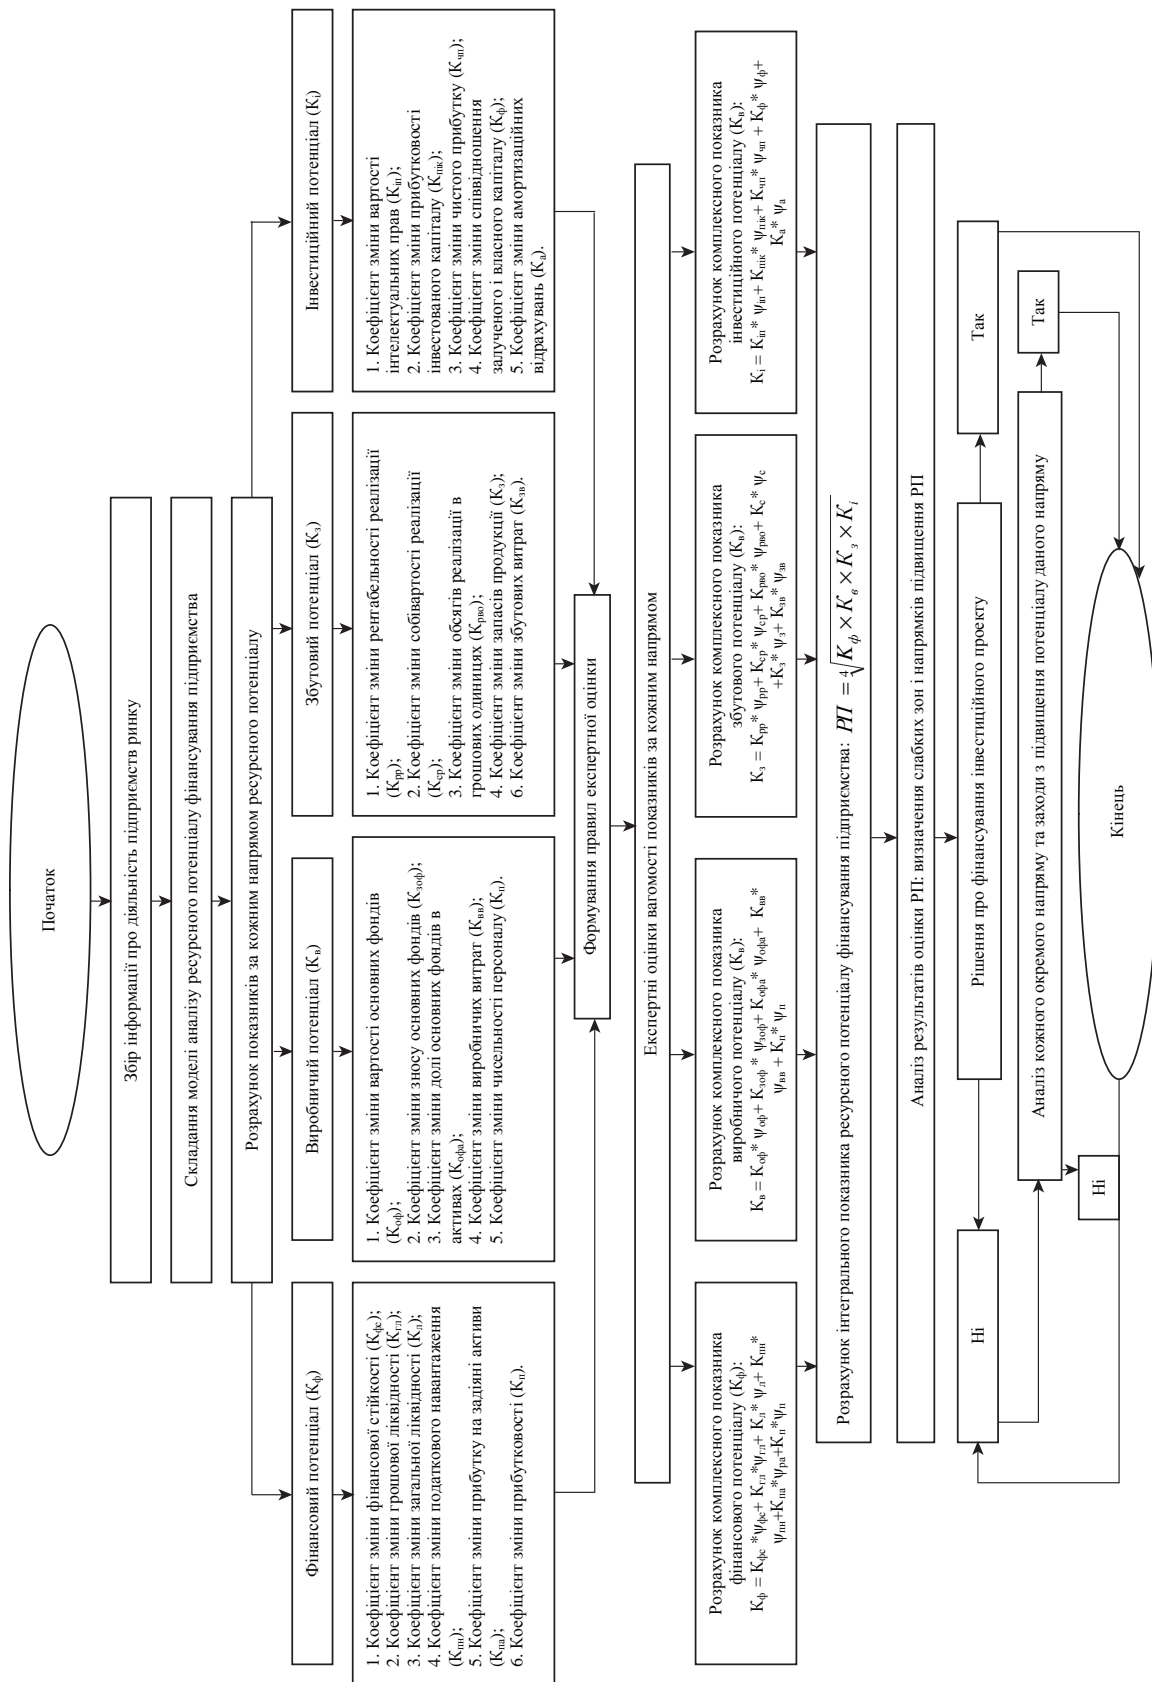 Початок
Збір інформації про діяльність підприємств ринку
Складання моделі аналізу ресурсного потенціалу фінансування підприємства
Розрахунок показників за кожним напрямом ресурсного потенціалу
Фінансовий потенціал (Кф)
Виробничий потенціал (Кв)
Збутовий потенціал (Кз)
Інвестиційний потенціал (Кі)
1. Коефіцієнт зміни фінансової стійкості (Кфс);
2. Коефіцієнт зміни грошової ліквідності (Кгл);
3. Коефіцієнт зміни загальної ліквідності (Кл);
4. Коефіцієнт зміни податкового навантаження
(Кпн);
5. Коефіцієнт зміни прибутку на задіяні активи
(Кпа);
6. Коефіцієнт зміни прибутковості (Кп).
1. Коефіцієнт зміни вартості основних фондів
(Коф);
2. Коефіцієнт зміни зносу основних фондів (Кзоф);
3. Коефіцієнт зміни долі основних фондів в
активах (Кофа);
4. Коефіцієнт зміни виробничих витрат (Квв);
5. Коефіцієнт зміни чисельності персоналу (Кп).
1. Коефіцієнт зміни рентабельності реалізації
(Крр);
2. Коефіцієнт зміни собівартості реалізації
(Кср);
3. Коефіцієнт зміни обсягів реалізації в
грошових одиницях (Крво);
4. Коефіцієнт запасів продукції (Кз);
6. Коефіцієнт зміни збутових витрат (Кзв).
1. Коефіцієнт зміни вартості
інтелектуальних прав (Кіп);
2. Коефіцієнт зміни прибутковості
інвестованого капіталу (Кпік);
3. Коефіцієнт зміни чистого прибутку (Кчп);
4. Коефіцієнт зміни співвідношення
залученого і власного капіталу (Кф);
5. Коефіцієнт зміни амортизаційних
відрахувань (Ка).
Формування правил експертної оцінки
Експертні оцінки вагомості показників за кожним напрямом
Розрахунок комплексного показника
фінансового потенціалу (Кф):
Кф = Кфс *ψфс+ Кгл *ψгл+ Кл* ψл+ Кпн*
ψпн+Кпа*ψра+Кп*ψп
Розрахунок комплексного показника
виробничого потенціалу (Кв):
Кв = Коф* ψоф+ Кзоф* ψзоф+ Кофа* ψофа+ Квв*
ψвв + Кп* ψп
Розрахунок комплексного показника
збутового потенціалу (Кв):
Кз = Крр* ψрр+ Кср* ψср+ Крво* ψрво+ Кс* ψс
+Кз* ψз+ Кзв* ψзв
Розрахунок комплексного показника
інвестиційного потенціалу (Кв):
Кі = Кіп* ψіп+ Кпік* ψпік+ Кчп* ψчп + Кф* ψф+
Ка* ψа
Розрахунок інтегрального показника ресурсного потенціалу фінансування підприємства: РП = ∜Кф × Кв × Кз × Кі
Аналіз результатів оцінки РП: визначення слабких зон і напрямків підвищення РП
Ні
Рішення про фінансування інвестиційного проекту
Так
Аналіз кожного окремого напряму та заходи з підвищення потенціалу даного напряму
Так
Ні
Кінець